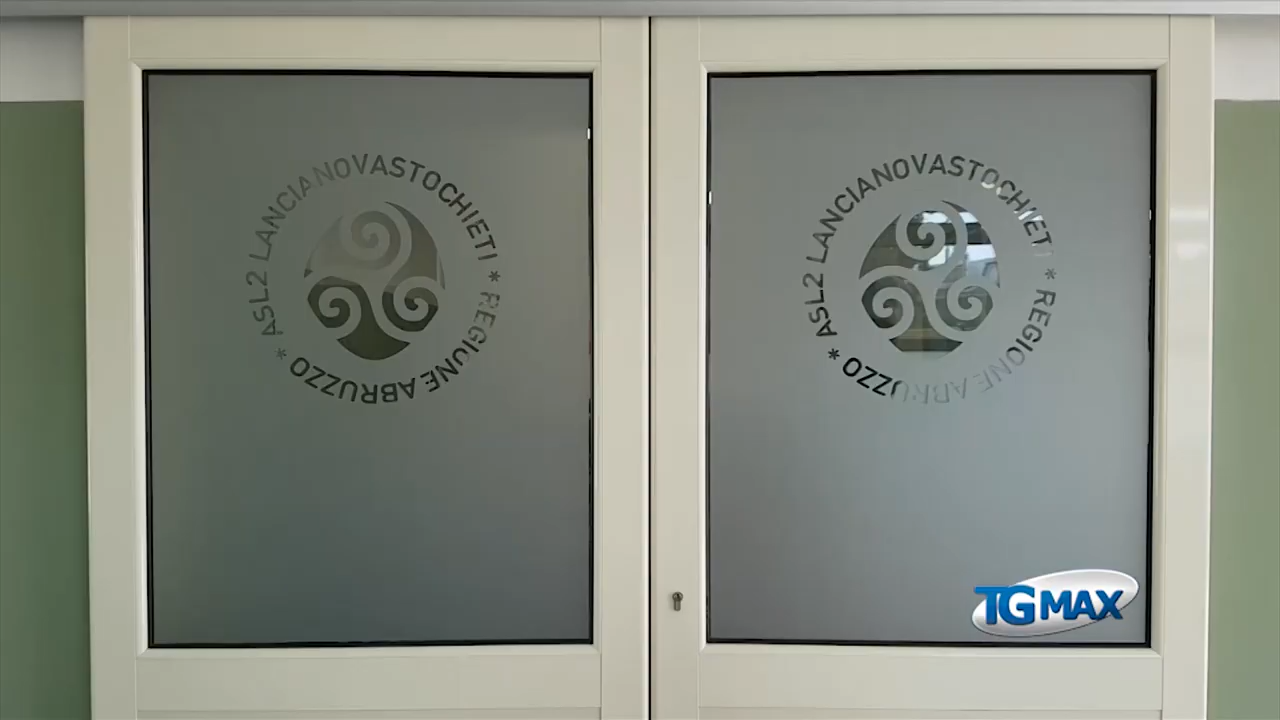 ASL2 LANCIANOVASTOCHIETI * REGIONE ABRUZZO *
ASL2 LANCIANOVASTOCHIETI * REGIONE ABRUZZO *
TGMAX